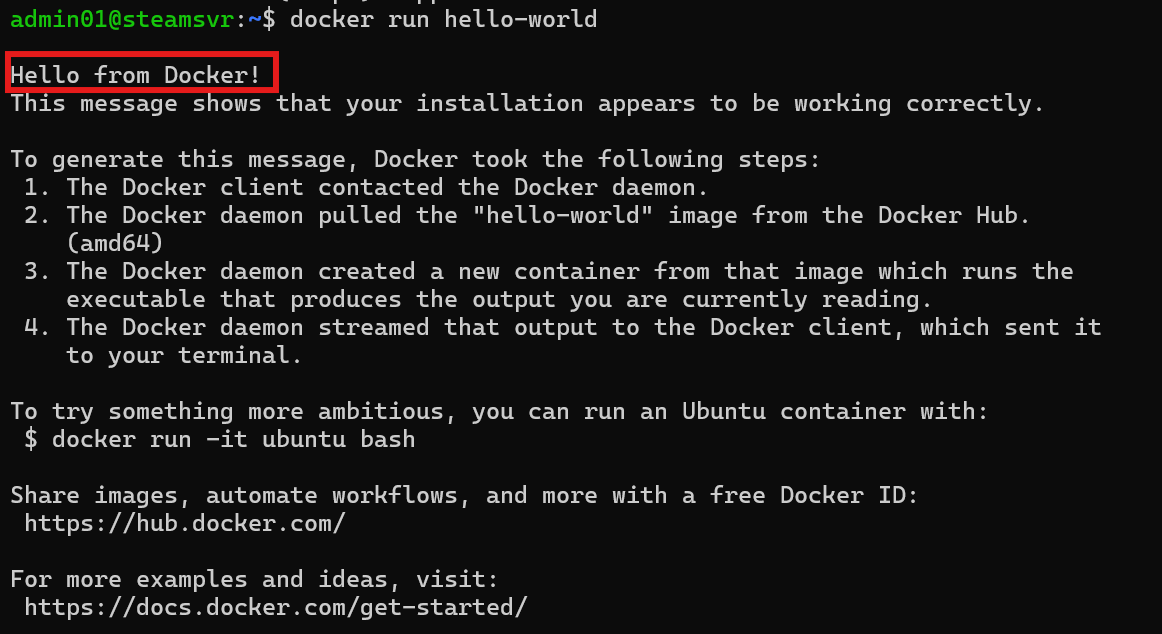 admin01@steamsvr:~$ docker run hello-world
Hello from Docker!
This message shows that your installation appears to be working correctly.
To generate this message, Docker took the following steps:
1. The Docker client contacted the Docker daemon.
2. The Docker daemon pulled the "hello-world" image from the Docker Hub.
(amd64)
3. The Docker daemon created a new container from that image which runs the
executable that produces the output you are currently reading.
4. The Docker daemon streamed that output to the Docker client, which sent it
to your terminal.
To try something more ambitious, you can run an Ubuntu container with:
$ docker run -it ubuntu bash
Share images, automate workflows, and more with a free Docker ID:
https://hub.docker.com/
For more examples and ideas, visit:
https://docs.docker.com/get-started/